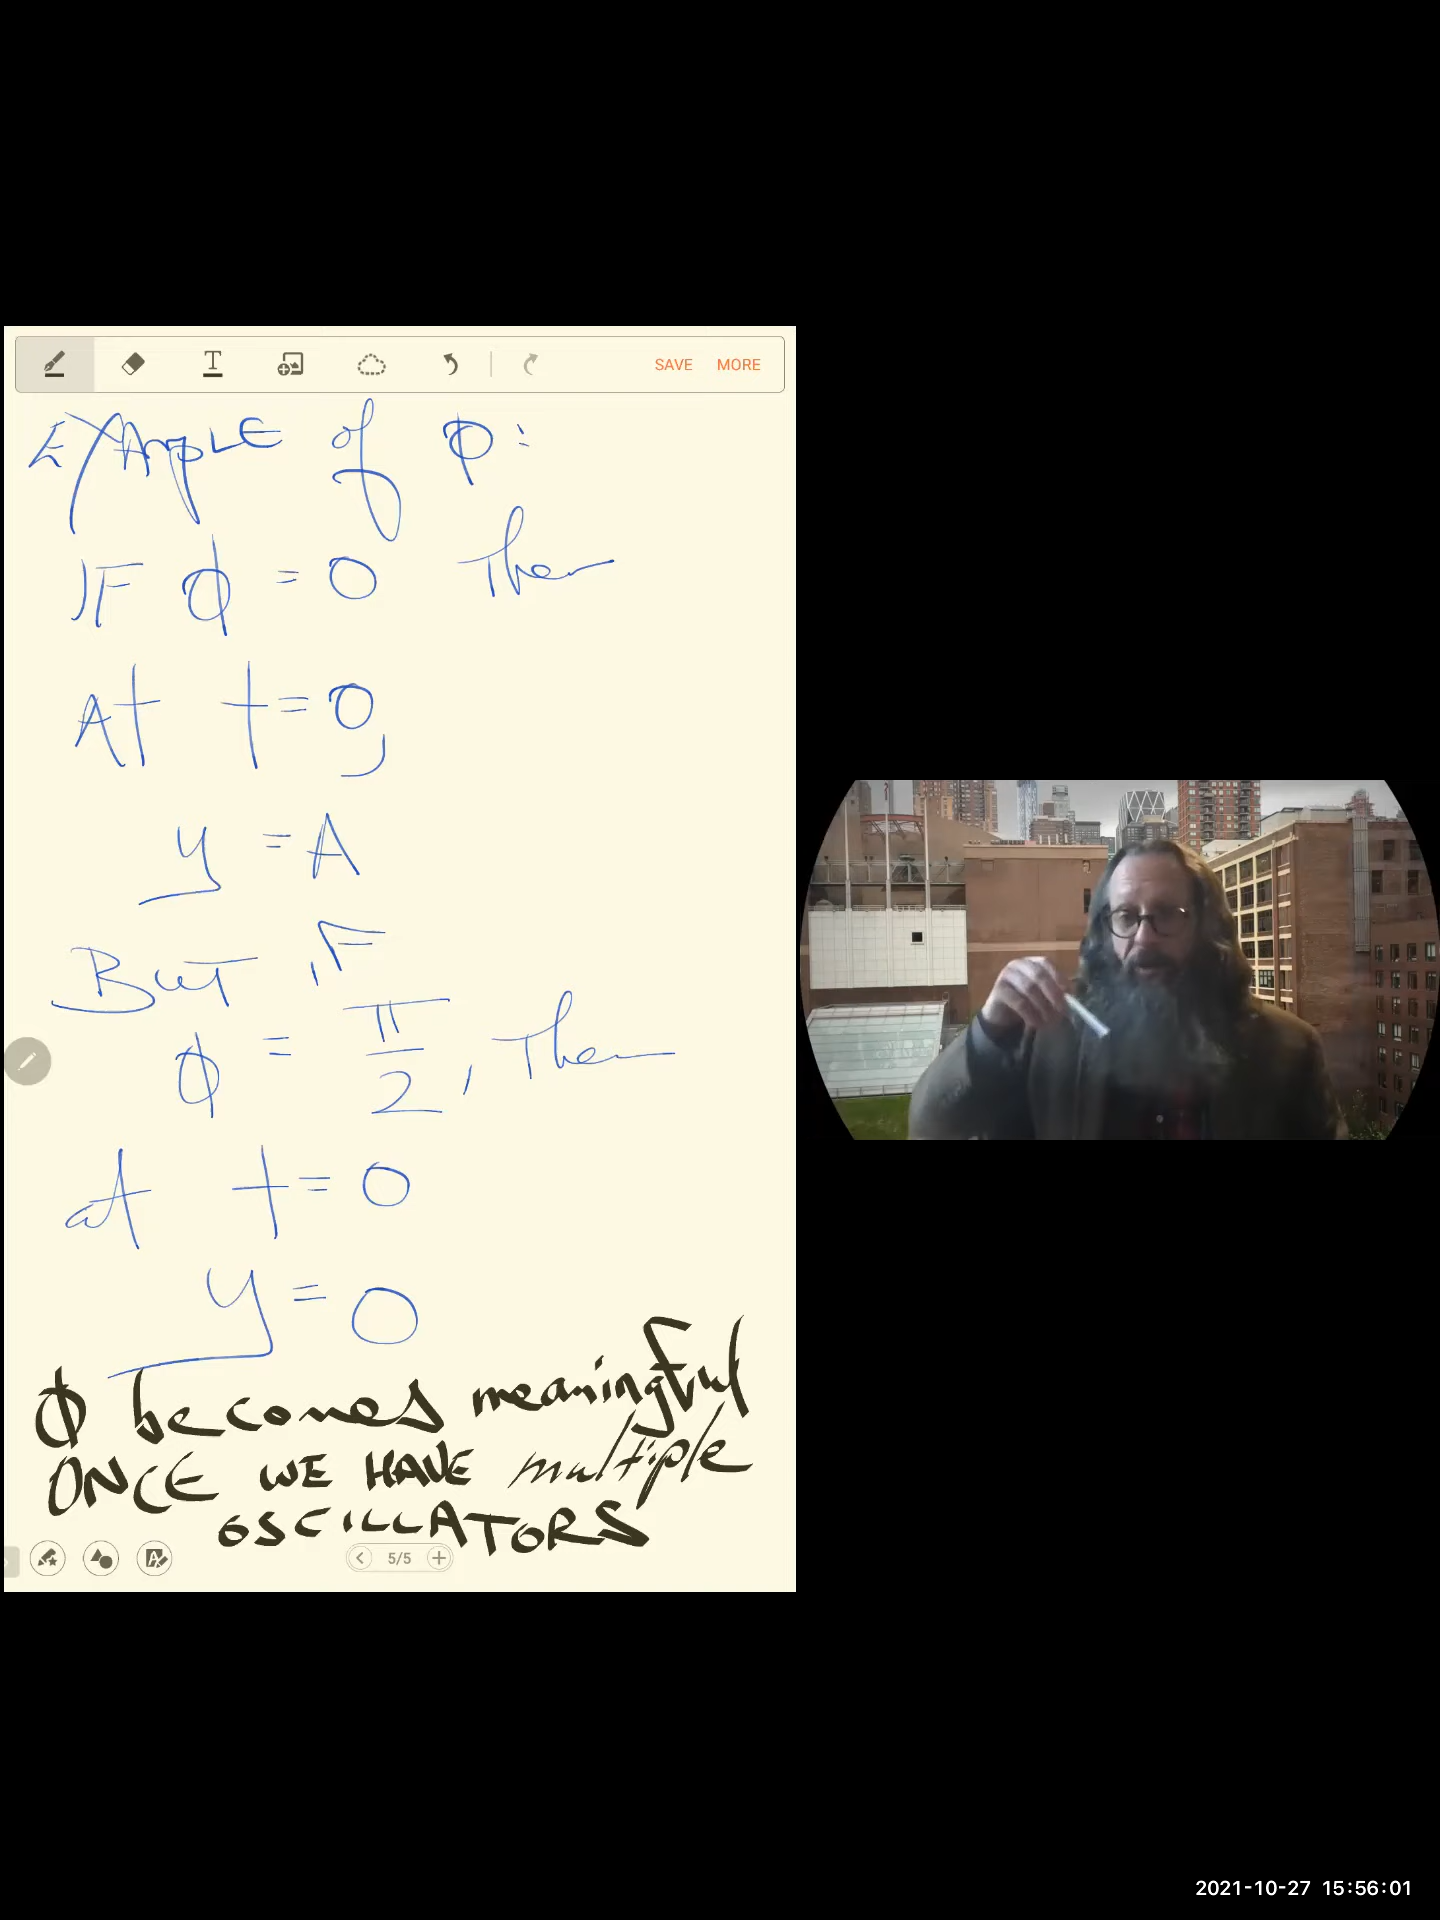 SAVE MORE
EXAmpLE of Φ:
IF Φ = 0 Then
At t = 0,
y = A
But IF
Φ = π/2, Then
at t = 0
y = 0
Φ becomes meaningful
ONCE WE HAVE multiple
OSCILLATORS
5/5
2021-10-27 15:56:01